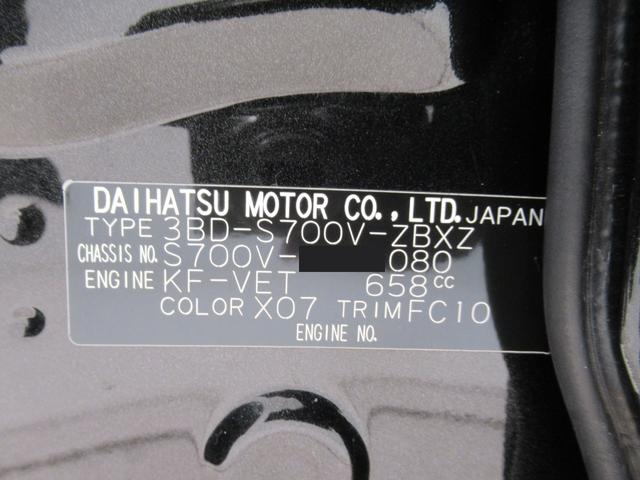 DAIHATSU MOTOR CO., LTD. JAPAN
TYPE 3BD-S700V-ZBXZ
CHASSIS NO. S700V- 080
ENGINE KF-VET 658cc
COLOR X07 TRIM FC10
ENGINE NO.